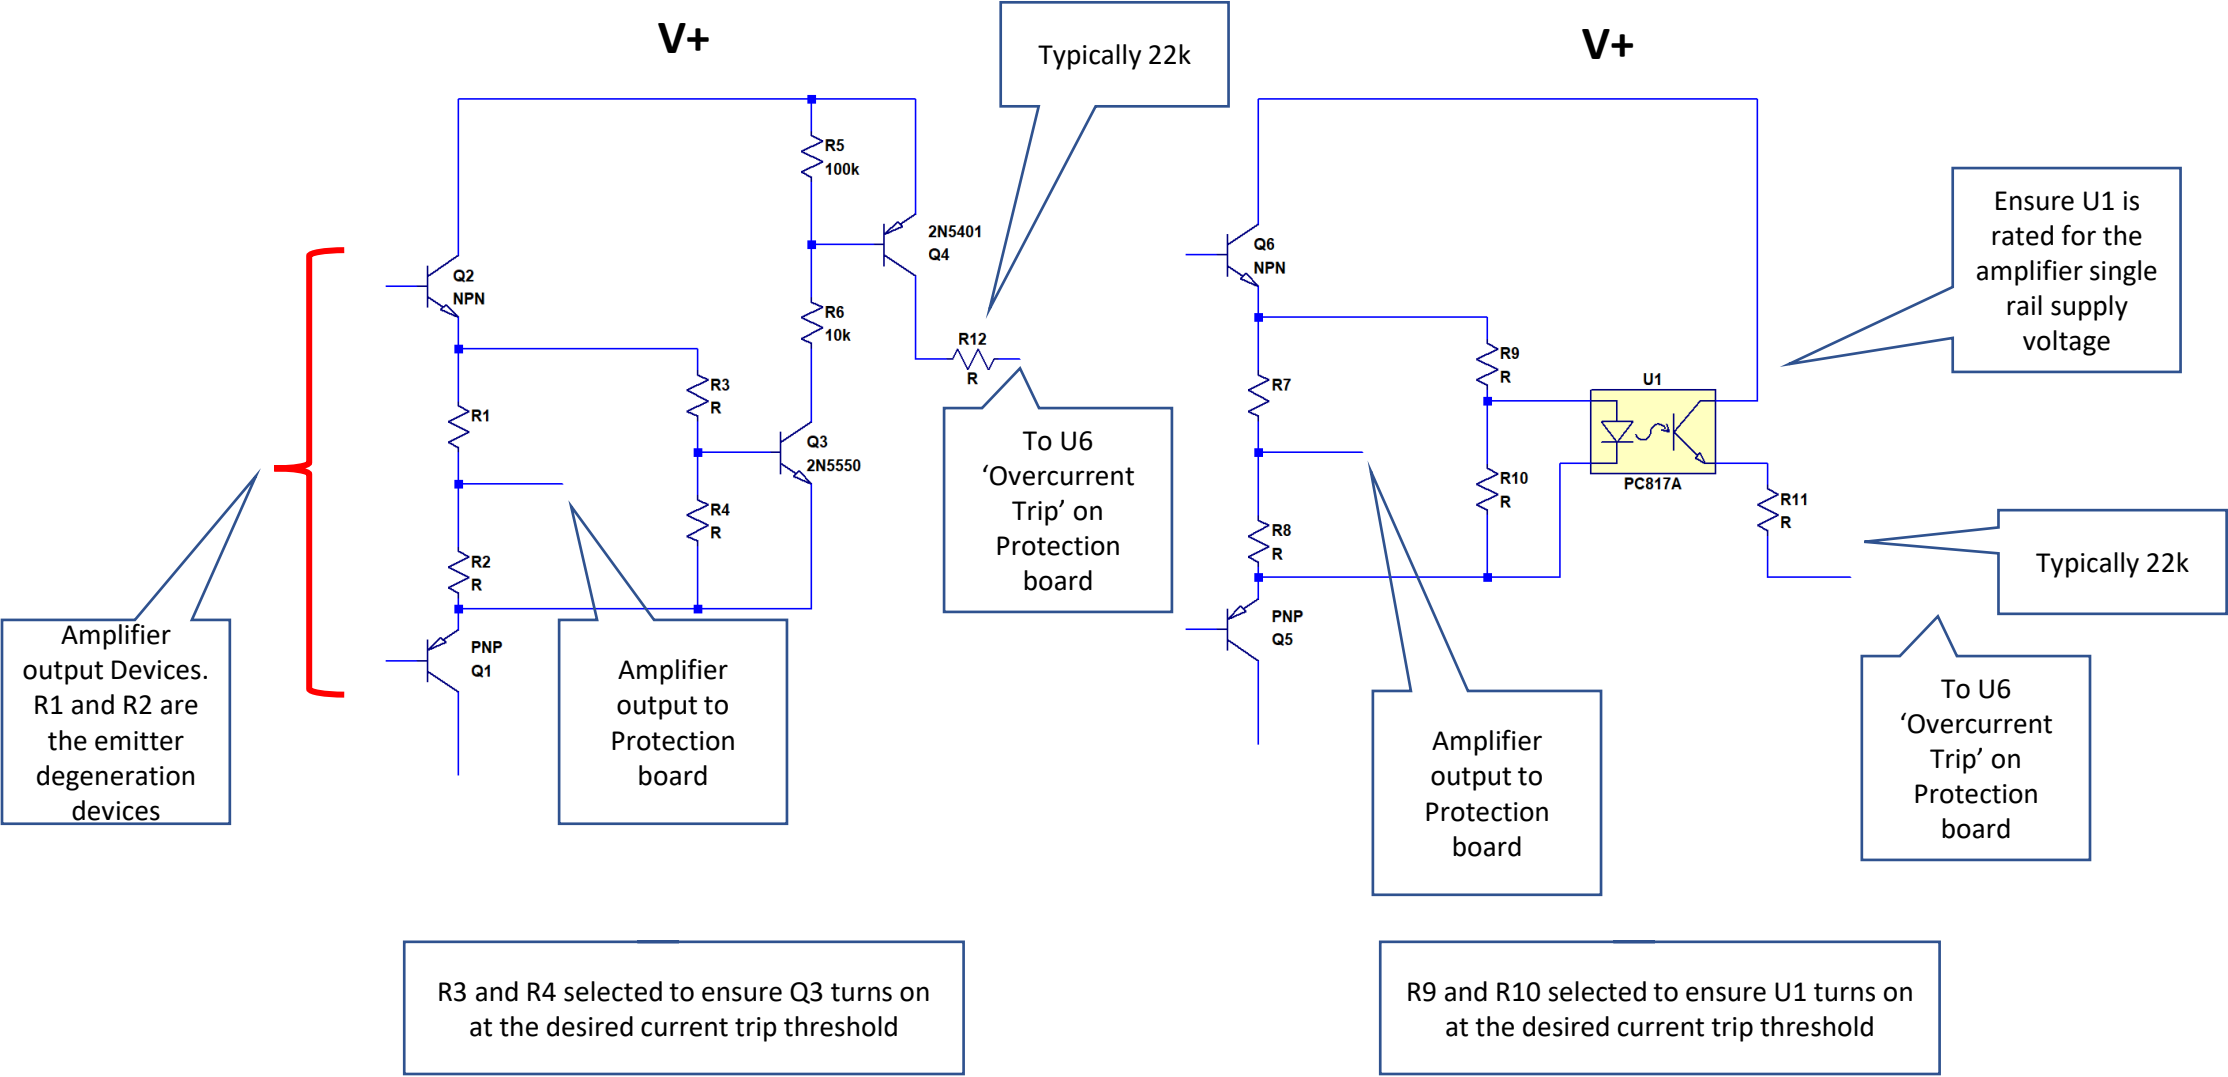 V+
Typically 22k
R5
100k
2N5401
Q4
Q2
NPN
R6
10k
R12
R
R3
R
R1
Q3
2N5550
R4
R
R2
R
PNP
Q1
To U6
‘Overcurrent
Trip’ on
Protection
board
Amplifier
output Devices.
R1 and R2 are
the emitter
degeneration
devices
Amplifier
output to
Protection
board
R3 and R4 selected to ensure Q3 turns on
at the desired current trip threshold
V+
Ensure U1 is
rated for the
amplifier single
rail supply
voltage
Q6
NPN
R9
R
U1
R7
R10
R
PC817A
R11
R
R8
R
PNP
Q5
Typically 22k
To U6
‘Overcurrent
Trip’ on
Protection
board
Amplifier
output to
Protection
board
R9 and R10 selected to ensure U1 turns on
at the desired current trip threshold